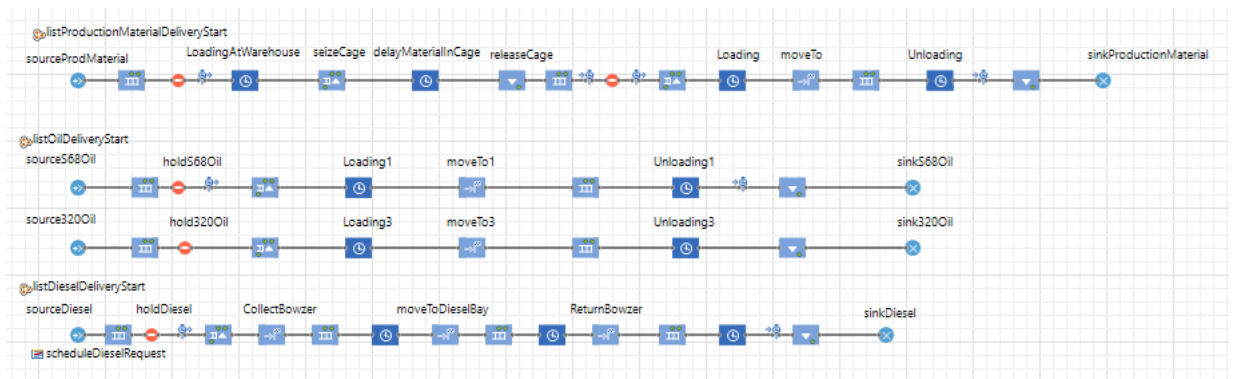 listProductionMaterialDeliveryStart
sourceProdMaterial LoadingAtWarehouse seizeCage delayMaterialInCage releaseCage Loading moveTo Unloading sinkProductionMaterial
listOilDeliveryStart
sourceS68Oil holdS68Oil Loading1 moveTo1 Unloading1 sinkS68Oil
source320Oil hold320Oil Loading3 moveTo3 Unloading3 sink320Oil
listDieselDeliveryStart
sourceDiesel holdDiesel CollectBowzer moveToDieselBay ReturnBowzer sinkDiesel
scheduleDieselRequest